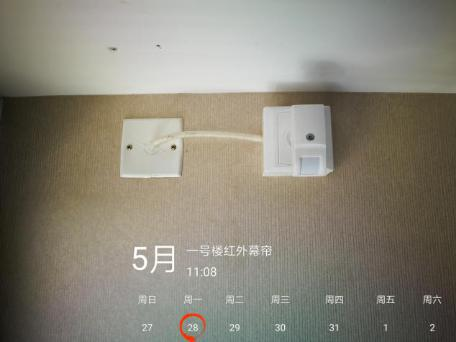 5月
一号楼红外幕帘
11:08
周日 周一 周二 周三 周四 周五 周六
27 28 29 30 31 1 2